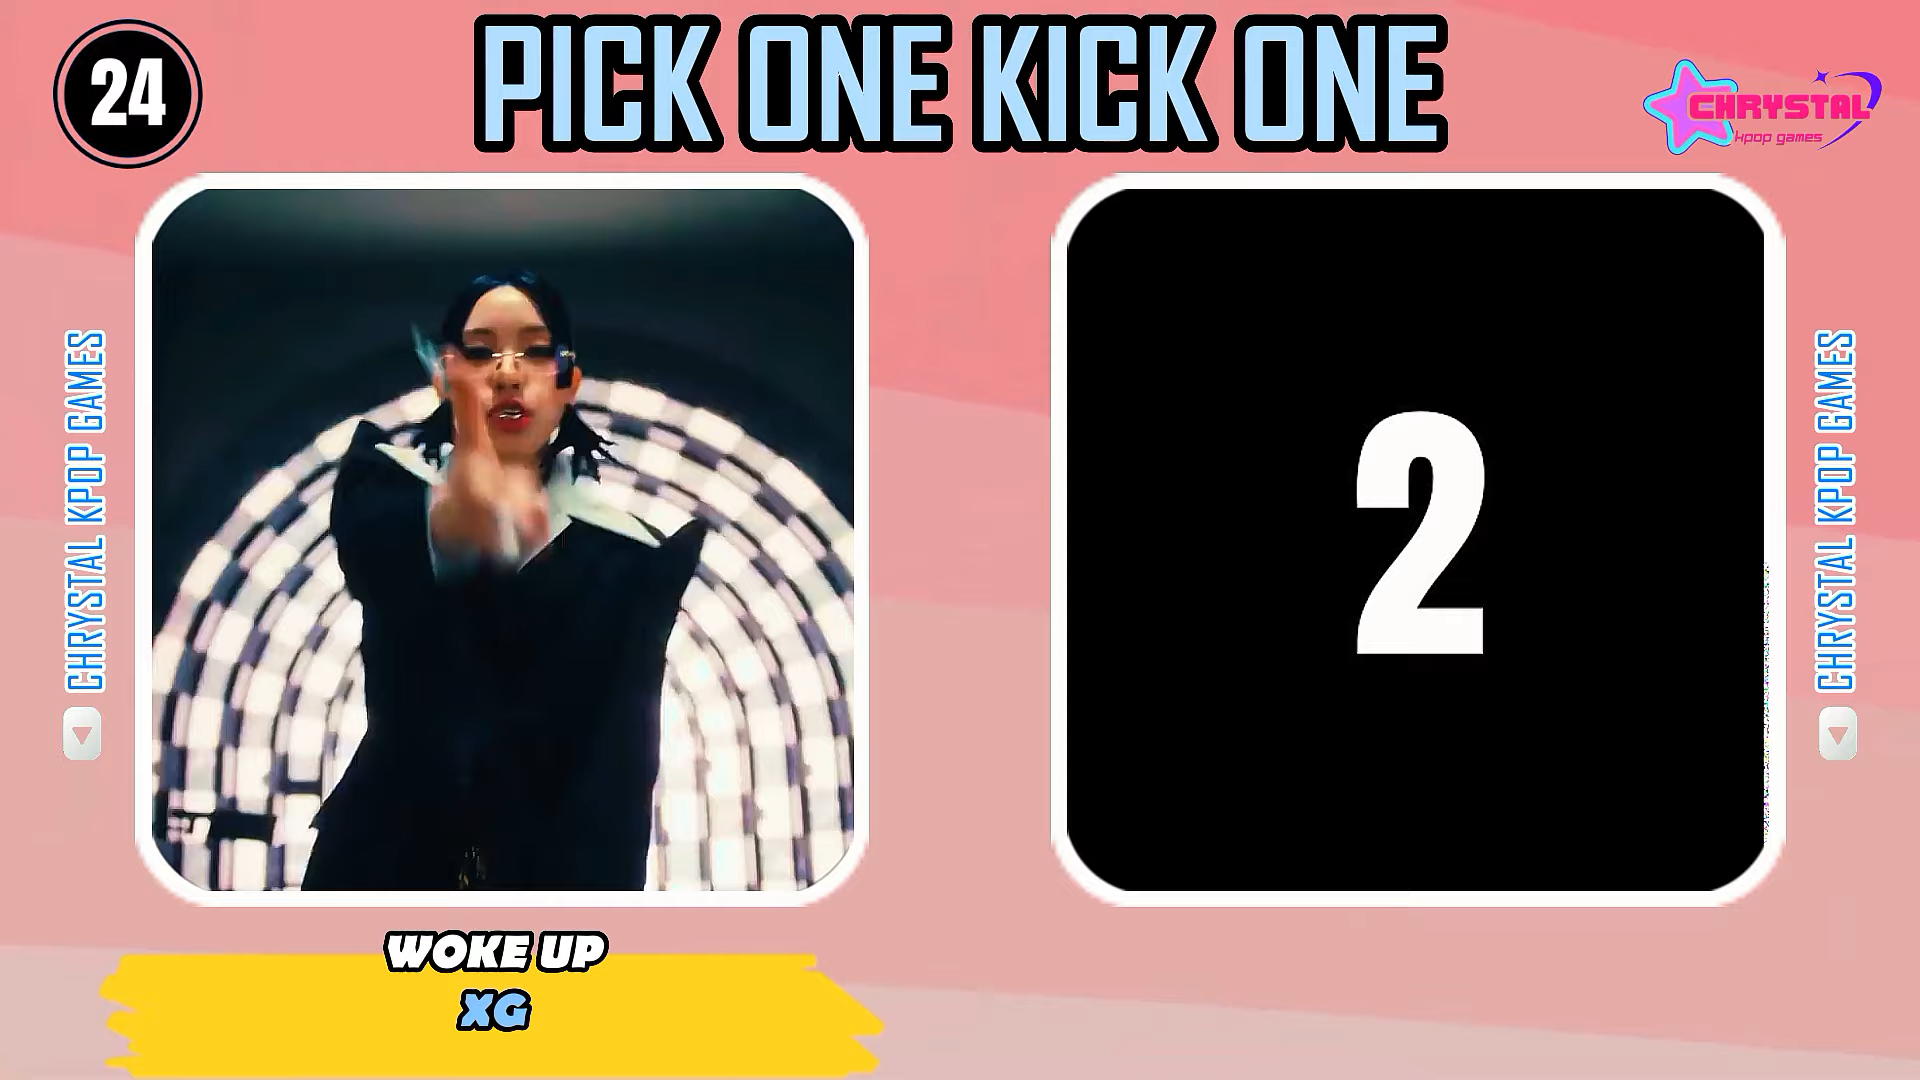 24
PICK ONE KICK ONE
CHRYSTAL
kpop games
CHRYSTAL KPOP GAMES
2
CHRYSTAL KPOP GAMES
WOKE UP
XG